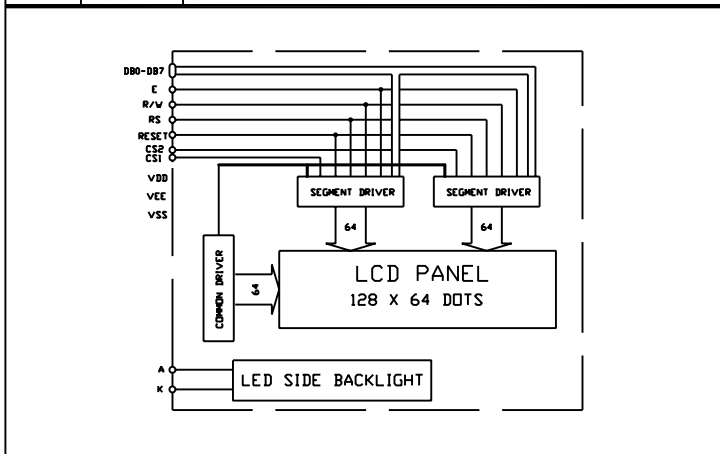 DB0-DB7
E
R/W
RS
RESET
CS2
CS1
VDD
VEE
VSS
SEGMENT DRIVER
SEGMENT DRIVER
64
64
COMMON DRIVER
64
LCD PANEL
128 X 64 DOTS
A
K
LED SIDE BACKLIGHT